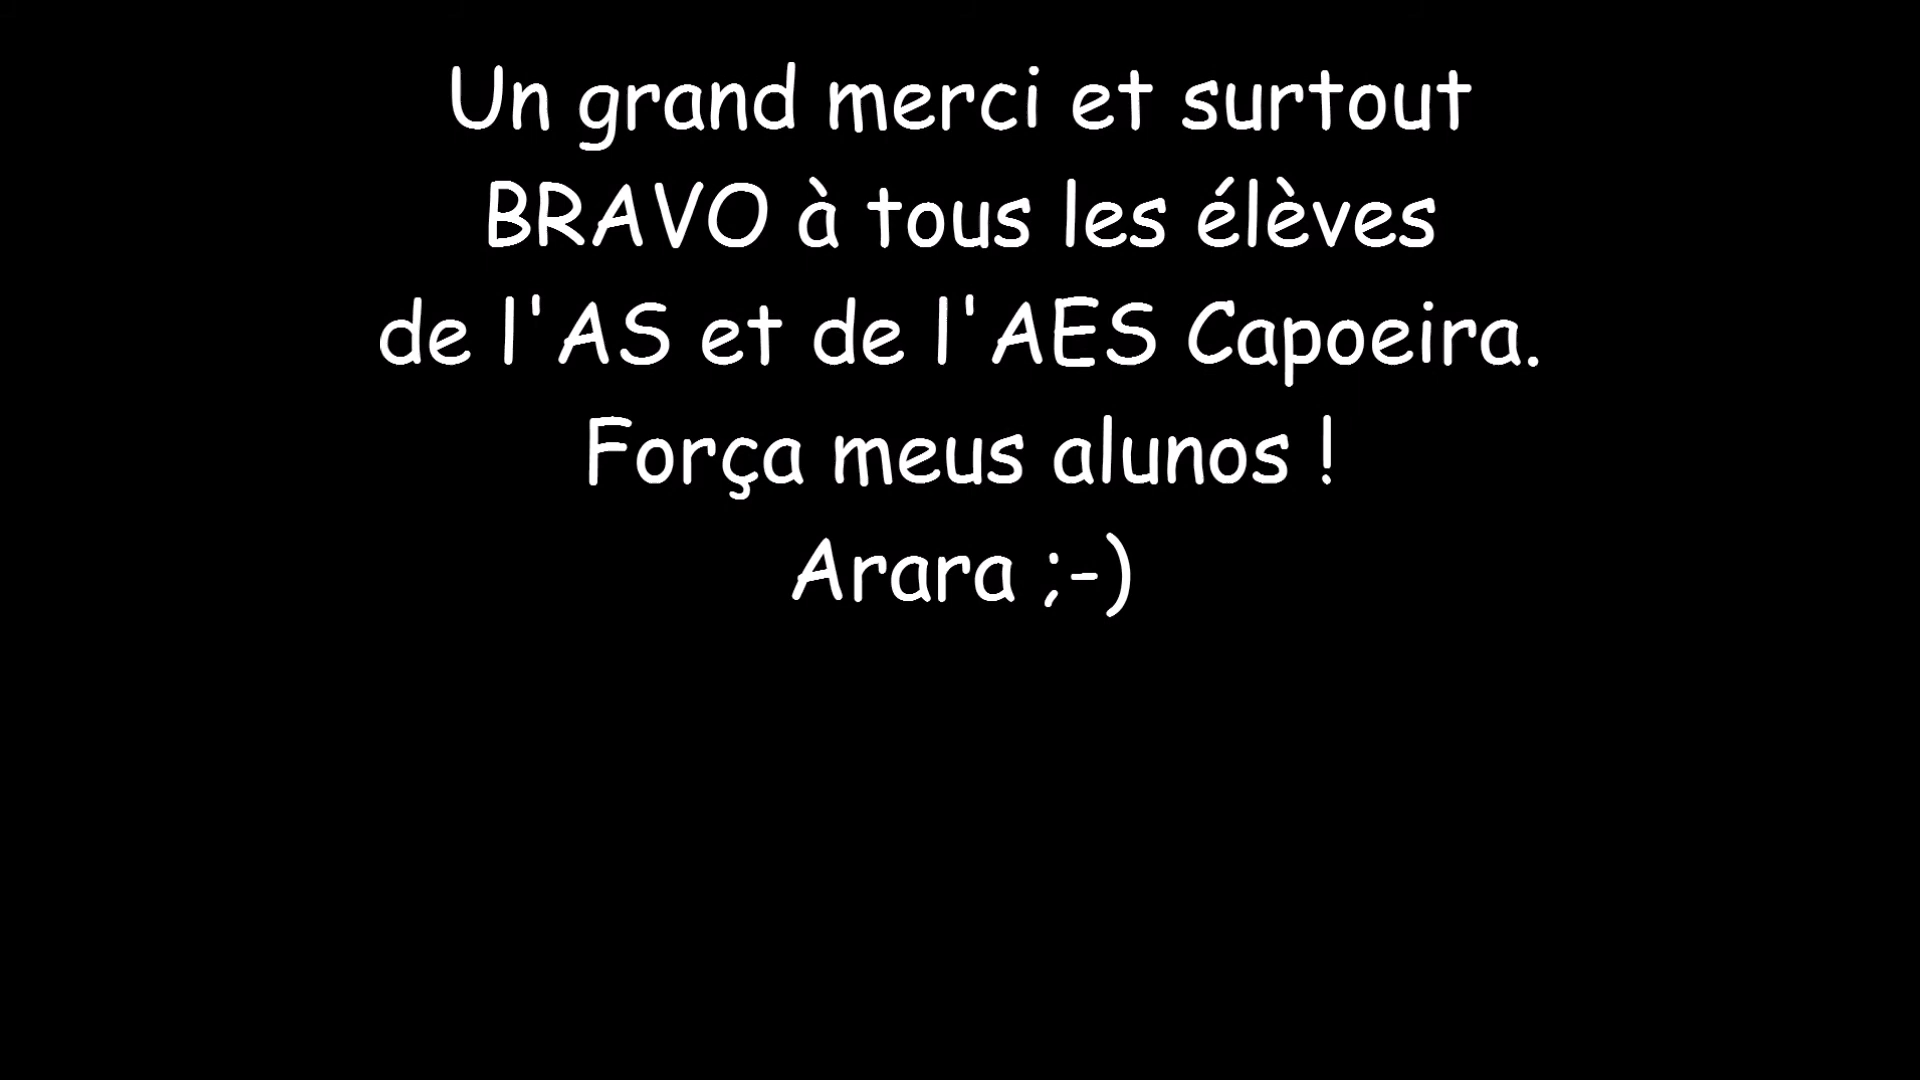 Un grand merci et surtout
BRAVO à tous les élèves
de l'AS et de l'AES Capoeira.
Força meus alunos !
Arara ;-)